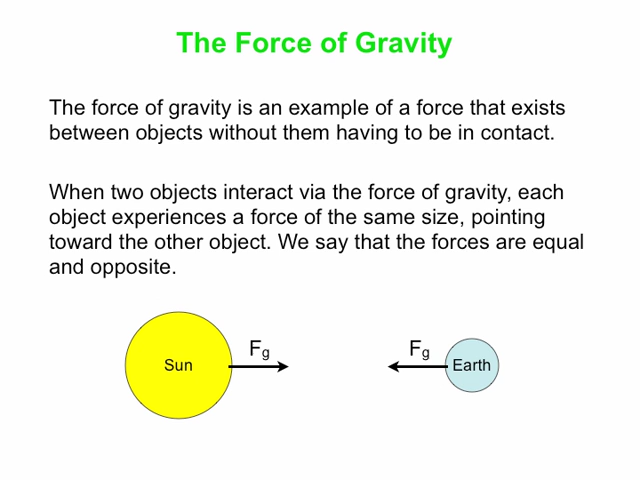 The Force of Gravity
The force of gravity is an example of a force that exists
between objects without them having to be in contact.
When two objects interact via the force of gravity, each
object experiences a force of the same size, pointing
toward the other object. We say that the forces are equal
and opposite.
Fg
Fg
Sun
Earth